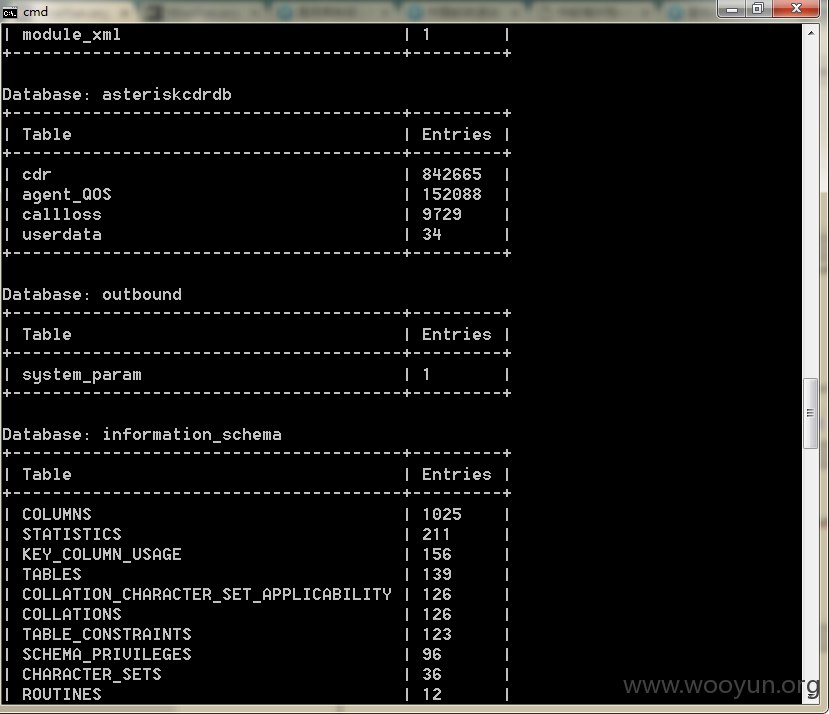 cmd
| module_xml | 1 |
+---------------------------------------+---------+
Database: asteriskcdrdb
+---------------------------------------+---------+
| Table | Entries |
+---------------------------------------+---------+
| cdr | 842665 |
| agent_QOS | 152088 |
| callloss | 9729 |
| userdata | 34 |
+---------------------------------------+---------+
Database: outbound
+---------------------------------------+---------+
| Table | Entries |
+---------------------------------------+---------+
| system_param | 1 |
+---------------------------------------+---------+
Database: information_schema
+---------------------------------------+---------+
| Table | Entries |
+---------------------------------------+---------+
| COLUMNS | 1025 |
| STATISTICS | 211 |
| KEY_COLUMN_USAGE | 156 |
| TABLES | 139 |
| COLLATION_CHARACTER_SET_APPLICABILITY | 126 |
| COLLATIONS | 126 |
| TABLE_CONSTRAINTS | 123 |
| SCHEMA_PRIVILEGES | 96 |
| CHARACTER_SETS | 36 |
| ROUTINES | 12 |
www.wooyun.org